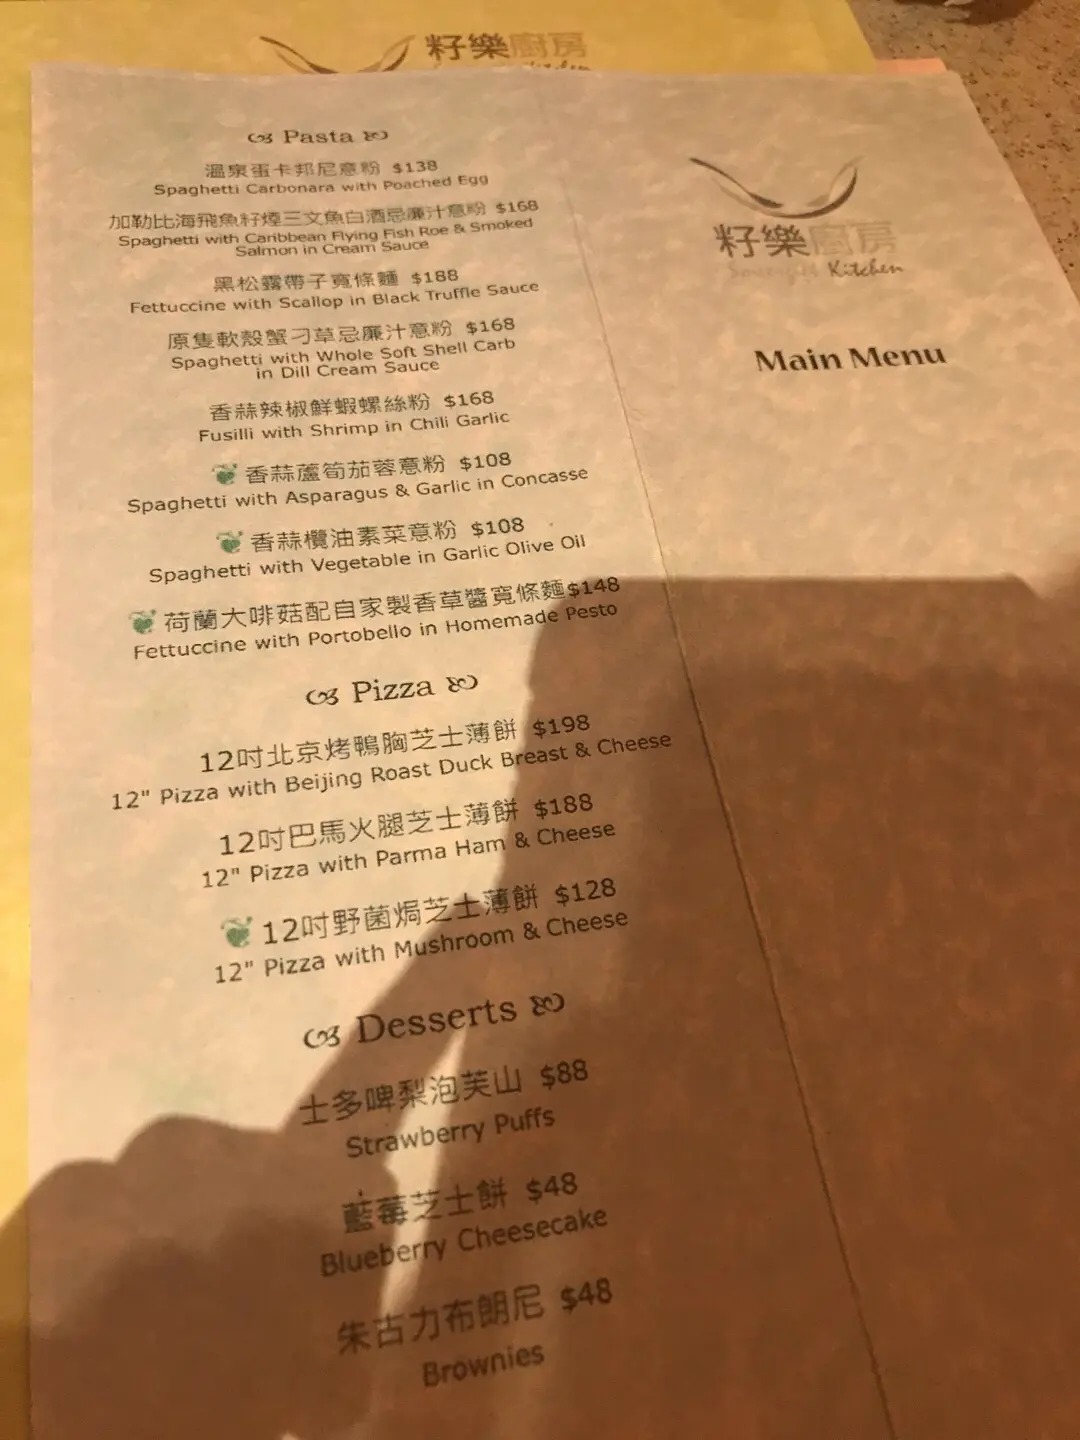 籽樂廚房
Pasta
溫泉蛋卡邦尼意粉 $138
Spaghetti Carbonara with Poached Egg
加勒比海飛魚籽煙三文魚白酒忌廉汁意粉 $168
Spaghetti with Caribbean Flying Fish Roe & Smoked
Salmon in Cream Sauce
黑松露帶子寬條麵 $188
Fettuccine with Scallop in Black Truffle Sauce
原隻軟殼蟹刁草忌廉汁意粉 $168
Spaghetti with Whole Soft Shell Carb
in Dill Cream Sauce
香蒜辣椒鮮蝦螺絲粉 $168
Fusilli with Shrimp in Chili Garlic
香蒜蘆筍茄蓉意粉 $108
Spaghetti with Asparagus & Garlic in Concasse
香蒜欖油素菜意粉 $108
Spaghetti with Vegetable in Garlic Olive Oil
荷蘭大啡菇配自家製香草醬寬條麵$148
Fettuccine with Portobello in Homemade Pesto
Pizza
12吋北京烤鴨胸芝士薄餅 $198
12" Pizza with Beijing Roast Duck Breast & Cheese
12吋巴馬火腿芝士薄餅 $188
12" Pizza with Parma Ham & Cheese
12吋野菌焗芝士薄餅 $128
12" Pizza with Mushroom & Cheese
Desserts
士多啤梨泡芙山 $88
Strawberry Puffs
藍莓芝士餅 $48
Blueberry Cheesecake
朱古力布朗尼 $48
Brownies
籽樂廚房
Kitchen
Main Menu